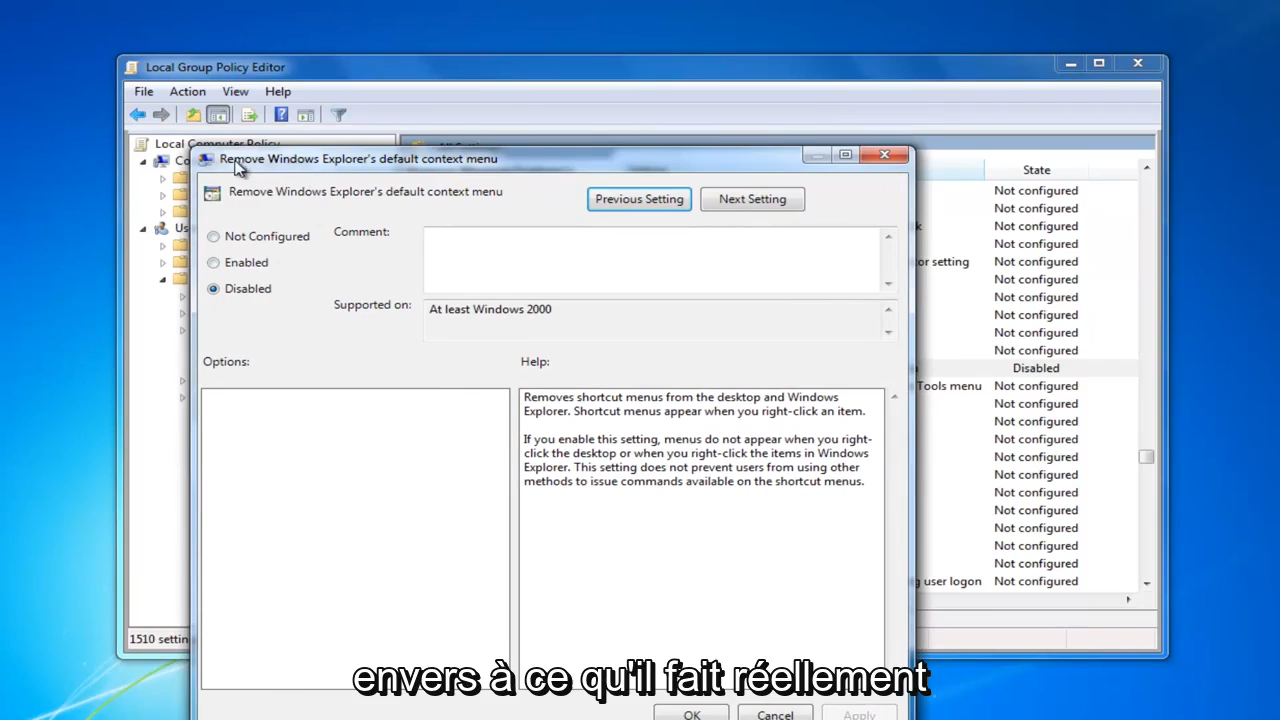 Local Group Policy Editor
File Action View Help
Local Computer Policy
Remove Windows Explorer's default context menu
State
Remove Windows Explorer's default context menu
Previous Setting
Next Setting
Not Configured
Enabled
Disabled
Comment:
Supported on:
At least Windows 2000
Options:
Help:
Removes shortcut menus from the desktop and Windows
Explorer. Shortcut menus appear when you right-click an item.
If you enable this setting, menus do not appear when you right-
click the desktop or when you right-click the items in Windows
Explorer. This setting does not prevent users from using other
methods to issue commands available on the shortcut menus.
Not configured
Not configured
Not configured
Not configured
or setting Not configured
Not configured
Not configured
Not configured
Not configured
Not configured
Disabled
Tools menu Not configured
Not configured
Not configured
Not configured
Not configured
Not configured
Not configured
Not configured
Not configured
Not configured
Not configured
g user logon Not configured
1510 settin
OK
Cancel
Apply
envers à ce qu'il fait réellement